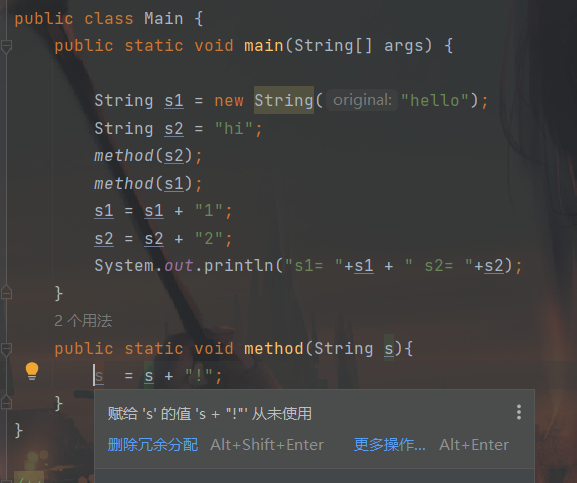 public class Main {
public static void main(String[] args) {
String s1 = new String( original: "hello");
String s2 = "hi";
method(s2);
method(s1);
s1 = s1 + "1";
s2 = s2 + "2";
System.out.println("s1= "+s1 + " s2= "+s2);
}
2 个用法
public static void method(String s){
s  = s + "!";
}
赋给 's' 的值 's + "!"' 从未使用
删除冗余分配 Alt+Shift+Enter 更多操作... Alt+Enter
}